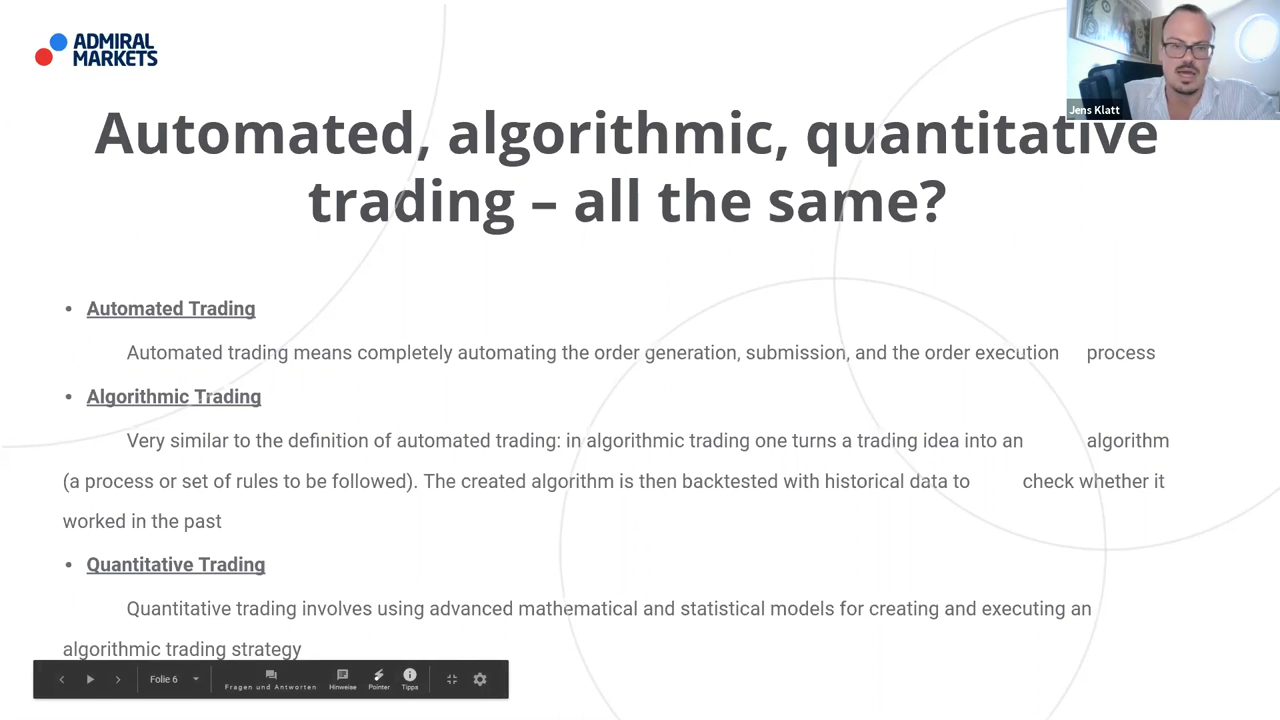 ADMIRAL
MARKETS
Jens Klatt
Automated, algorithmic, quantitative
trading – all the same?
• Automated Trading
Automated trading means completely automating the order generation, submission, and the order execution process
• Algorithmic Trading
Very similar to the definition of automated trading: in algorithmic trading one turns a trading idea into an algorithm
(a process or set of rules to be followed). The created algorithm is then backtested with historical data to check whether it
worked in the past
• Quantitative Trading
Quantitative trading involves using advanced mathematical and statistical models for creating and executing an
algorithmic trading strategy
Folie 6
Fragen und Antworten
Hinweise
Pointer
Tipps